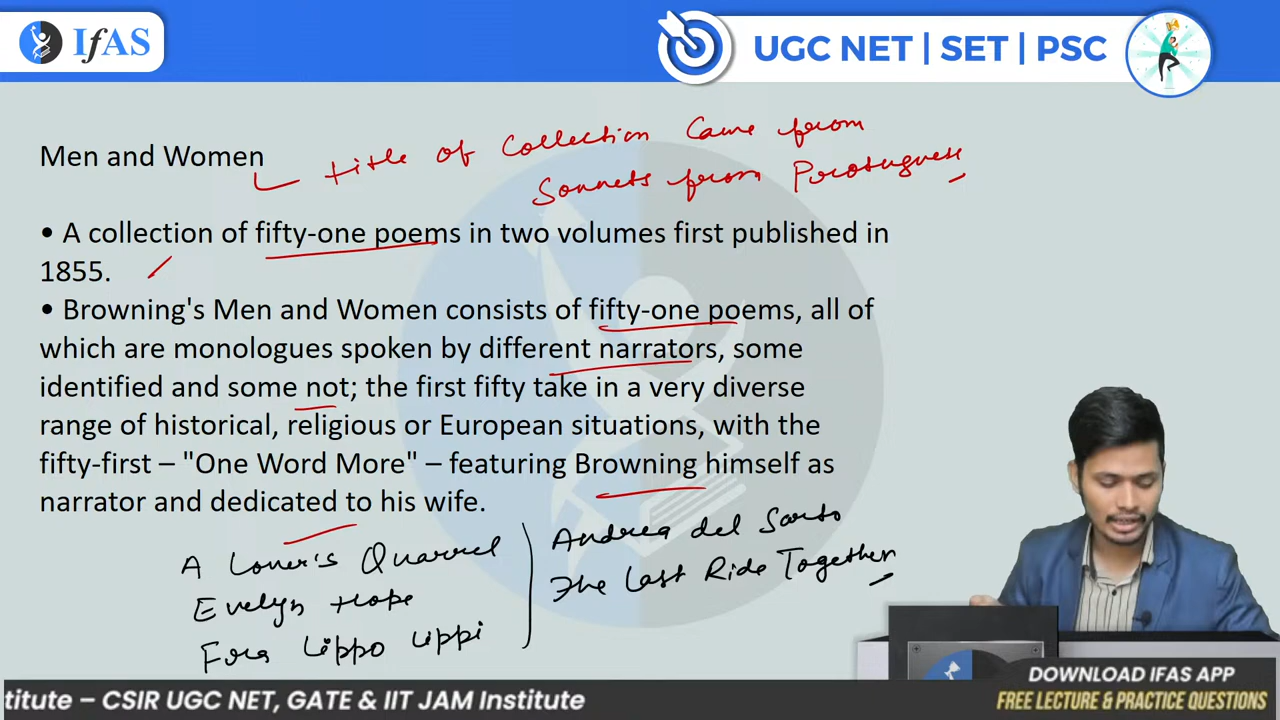 IfAS
UGC NET | SET | PSC
Men and Women
title of Collection Came from
Sonnets from Protuguese
• A collection of fifty-one poems in two volumes first published in
1855.
• Browning's Men and Women consists of fifty-one poems, all of
which are monologues spoken by different narrators, some
identified and some not; the first fifty take in a very diverse
range of historical, religious or European situations, with the
fifty-first – "One Word More" – featuring Browning himself as
narrator and dedicated to his wife.
A Lover's Quarrel
Evelyn Hope
Fra Lippo Lippi
Andrea del Sarto
The Last Ride Together
DOWNLOAD IFAS APP
FREE LECTURE & PRACTICE QUESTIONS
titute – CSIR UGC NET, GATE & IIT JAM Institute